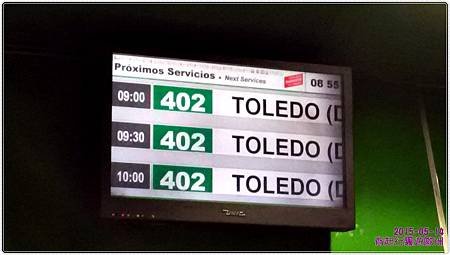 Próximos Servicios • Next Services 08 55
09:00 402 TOLEDO (D
09:30 402 TOLEDO (D
10:00 402 TOLEDO (D
2015-05-14